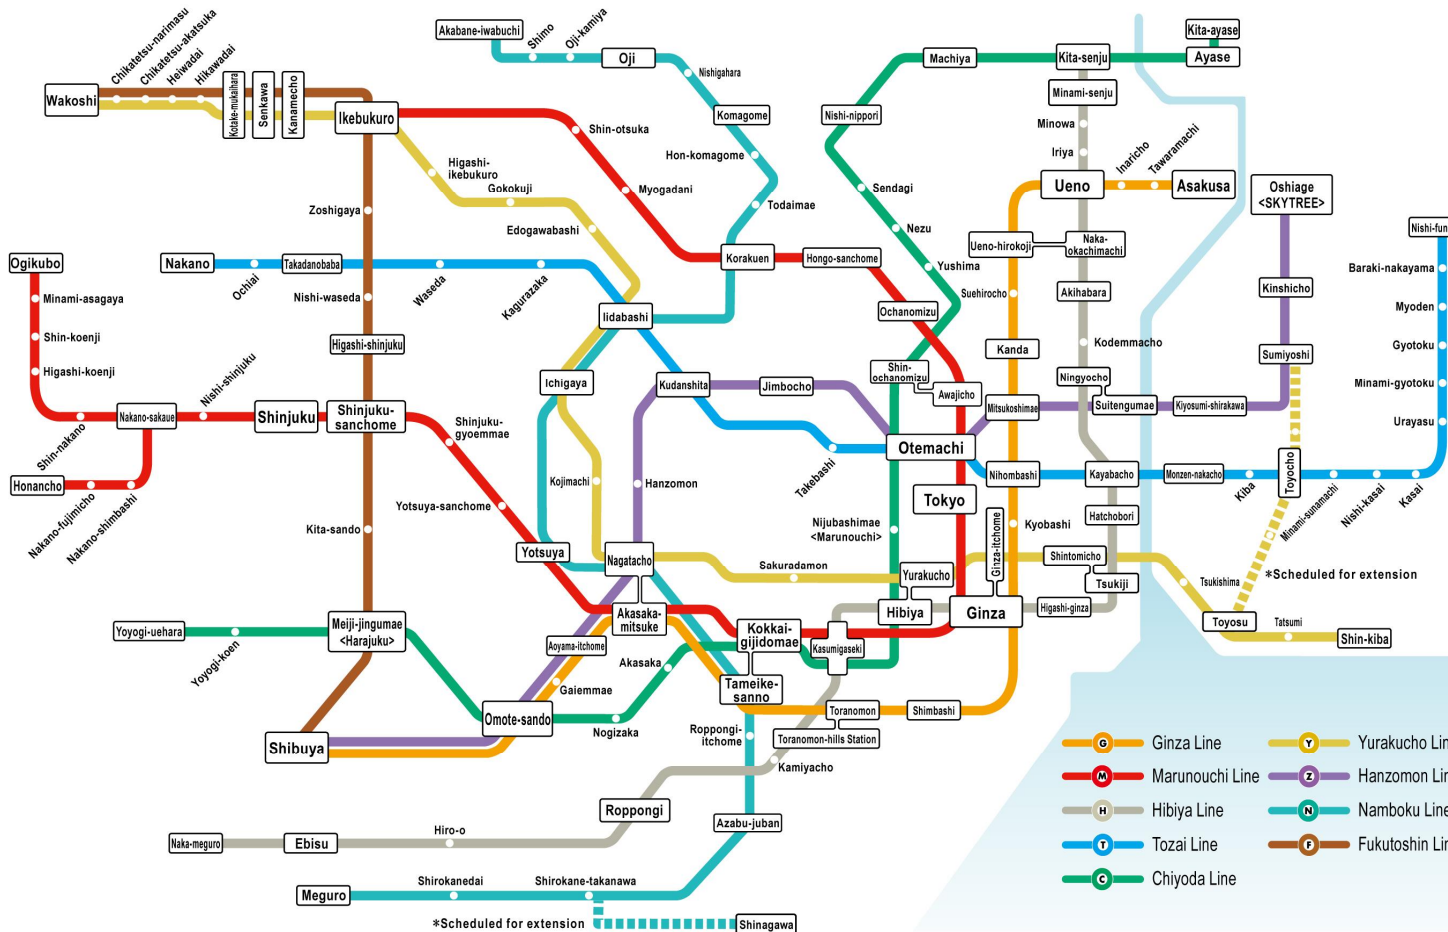 Chikatetsu-narimasu
Chikatetsu-akatsuka
Heiwadai
Hikawadai
Wakoshi
Kotake-mukaihara
Senkawa
Kanamecho
Ikebukuro
Akabane-iwabuchi
Shimo
Oji-kamiya
Oji
Nishigahara
Komagome
Hon-komagome
Todaimae
Shin-otsuka
Myogadani
Higashi-
ikebukuro
Gokokuji
Edogawabashi
Zoshigaya
Machiya
Kita-senju
Kita-ayase
Ayase
Minami-senju
Nishi-nippori
Minowa
Iriya
Sendagi
Nezu
Yushima
Ueno
Inaricho
Tawaramachi
Asakusa
Oshiage
<SKYTREE>
Ueno-hirokoji
Naka-
okachimachi
Suehirocho
Akihabara
Kinshicho
Nishi-fun
Baraki-nakayama
Myoden
Gyotoku
Minami-gyotoku
Urayasu
Ogikubo
Minami-asagaya
Shin-koenji
Higashi-koenji
Nakano
Ochiai
Takadanobaba
Waseda
Kagurazaka
Nishi-waseda
Korakuen
Hongo-sanchome
Ochanomizu
Iidabashi
Higashi-shinjuku
Nishi-shinjuku
Kodemmacho
Kanda
Sumiyoshi
Shin-
ochanomizu
Awajicho
Ichigaya
Kudanshita
Jimbocho
Ningyocho
Suitengumae
Mitsukoshimae
Kiyosumi-shirakawa
Shin-nakano
Nakano-sakaue
Shinjuku
Shinjuku-
sanchome
Shinjuku-
gyoemmae
Otemachi
Takebashi
Honancho
Nakano-fujimicho
Nakano-shimbashi
Kojimachi
Hanzomon
Nihombashi
Kayabacho
Monzen-nakacho
Kiba
Toyocho
Minami-sunamachi
Nishi-kasai
Kasai
Yotsuya-sanchome
Tokyo
Hatchobori
Kita-sando
Nijubashimae
<Marunouchi>
Kyobashi
Ginza-itchome
Yotsuya
Nagatacho
Shintomicho
Sakuradamon
Yurakucho
Tsukiji
Tsukishima
*Scheduled for extension
Akasaka-
mitsuke
Hibiya
Ginza
Higashi-ginza
Toyosu
Tatsumi
Shin-kiba
Yoyogi-uehara
Yoyogi-koen
Meiji-jingumae
<Harajuku>
Aoyama-itchome
Kokkai-
gijidomae
Kasumigaseki
Akasaka
Gaiemmae
Tameike-
sanno
Omote-sando
Nogizaka
Toranomon
Shimbashi
Shibuya
Roppongi-
itchome
Toranomon-hills Station
Kamiyacho
Roppongi
Azabu-juban
Naka-meguro
Ebisu
Hiro-o
Meguro
Shirokanedai
Shirokane-takanawa
*Scheduled for extension
Shinagawa
G Ginza Line
M Marunouchi Line
H Hibiya Line
T Tozai Line
C Chiyoda Line
Y Yurakucho Lin
Z Hanzomon Lin
N Namboku Line
F Fukutoshin Lin